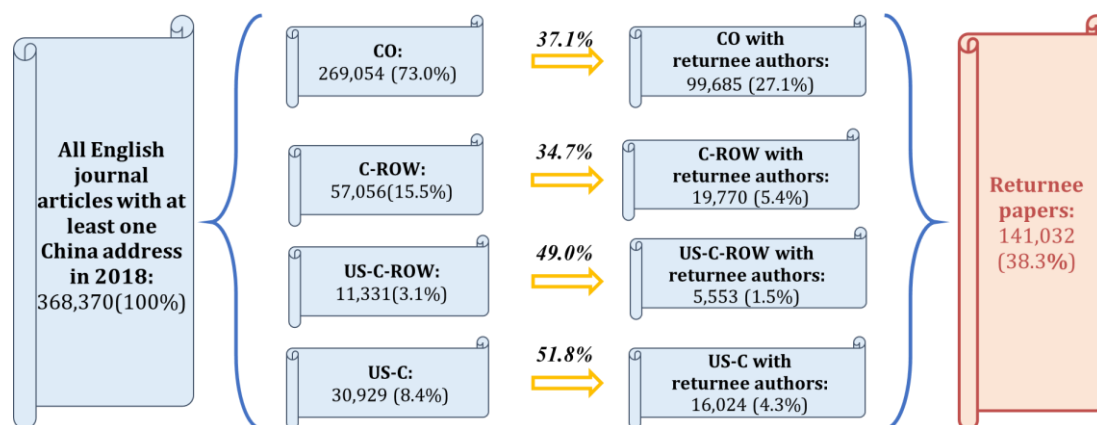 All English
journal
articles with at
least one
China address
in 2018:
368,370(100%)
CO:
269,054 (73.0%)
37.1%
CO with
returnee authors:
99,685 (27.1%)
C-ROW:
57,056(15.5%)
34.7%
C-ROW with
returnee authors:
19,770 (5.4%)
US-C-ROW:
11,331(3.1%)
49.0%
US-C-ROW with
returnee authors:
5,553 (1.5%)
US-C:
30,929 (8.4%)
51.8%
US-C with
returnee authors:
16,024 (4.3%)
Returnee
papers:
141,032
(38.3%)